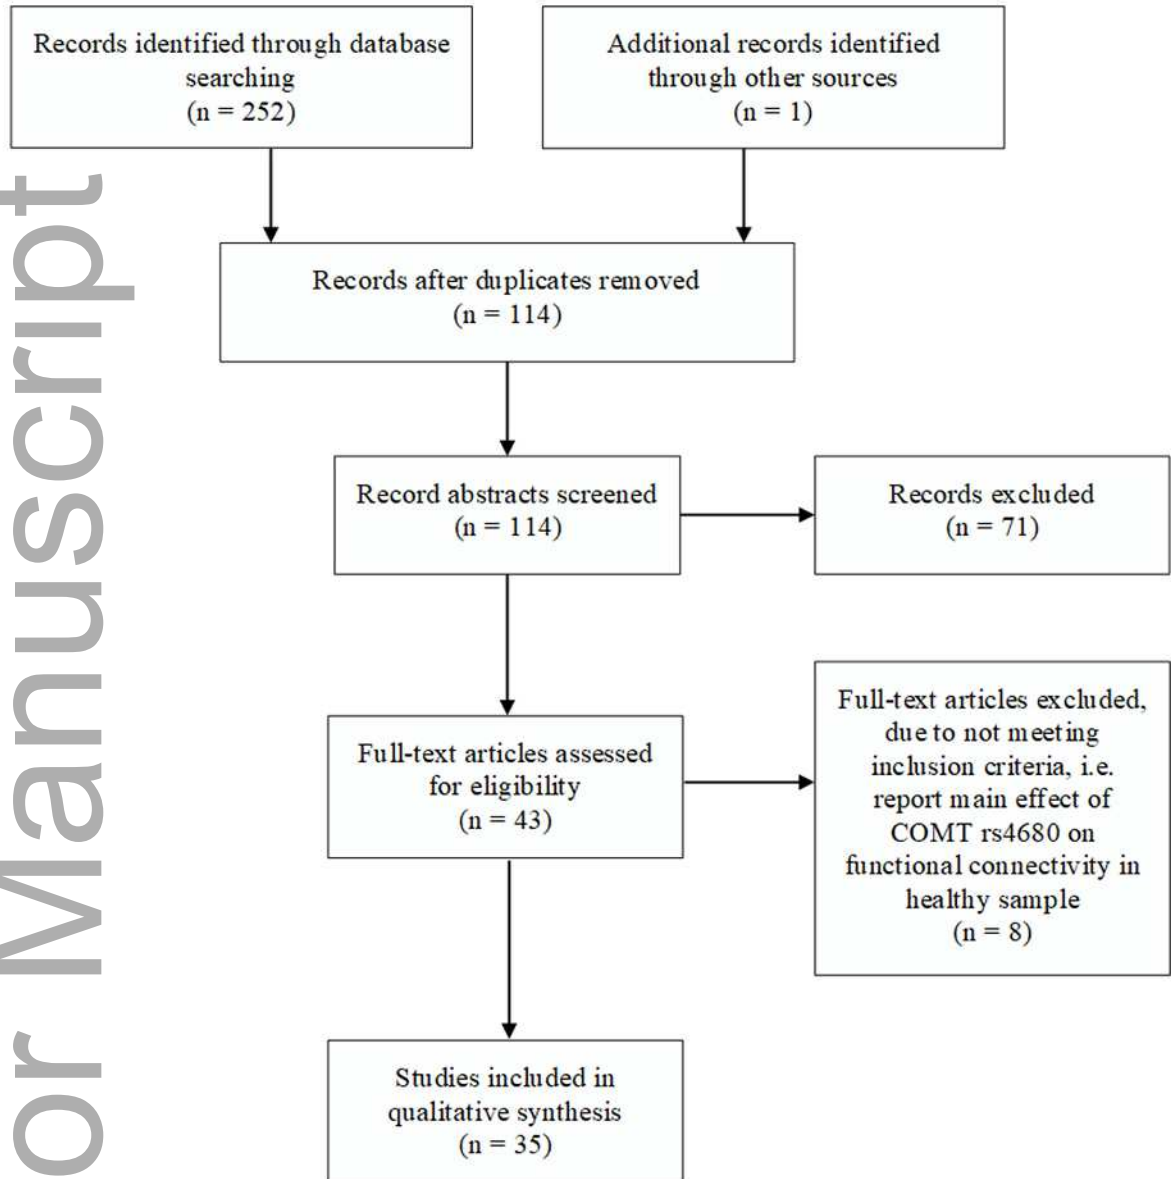 Records identified through database
searching
(n = 252)
Additional records identified
through other sources
(n = 1)
Records after duplicates removed
(n = 114)
Record abstracts screened
(n = 114)
Records excluded
(n = 71)
Full-text articles assessed
for eligibility
(n = 43)
Full-text articles excluded,
due to not meeting
inclusion criteria, i.e.
report main effect of
COMT rs4680 on
functional connectivity in
healthy sample
(n = 8)
Studies included in
qualitative synthesis
(n = 35)
or Manuscript